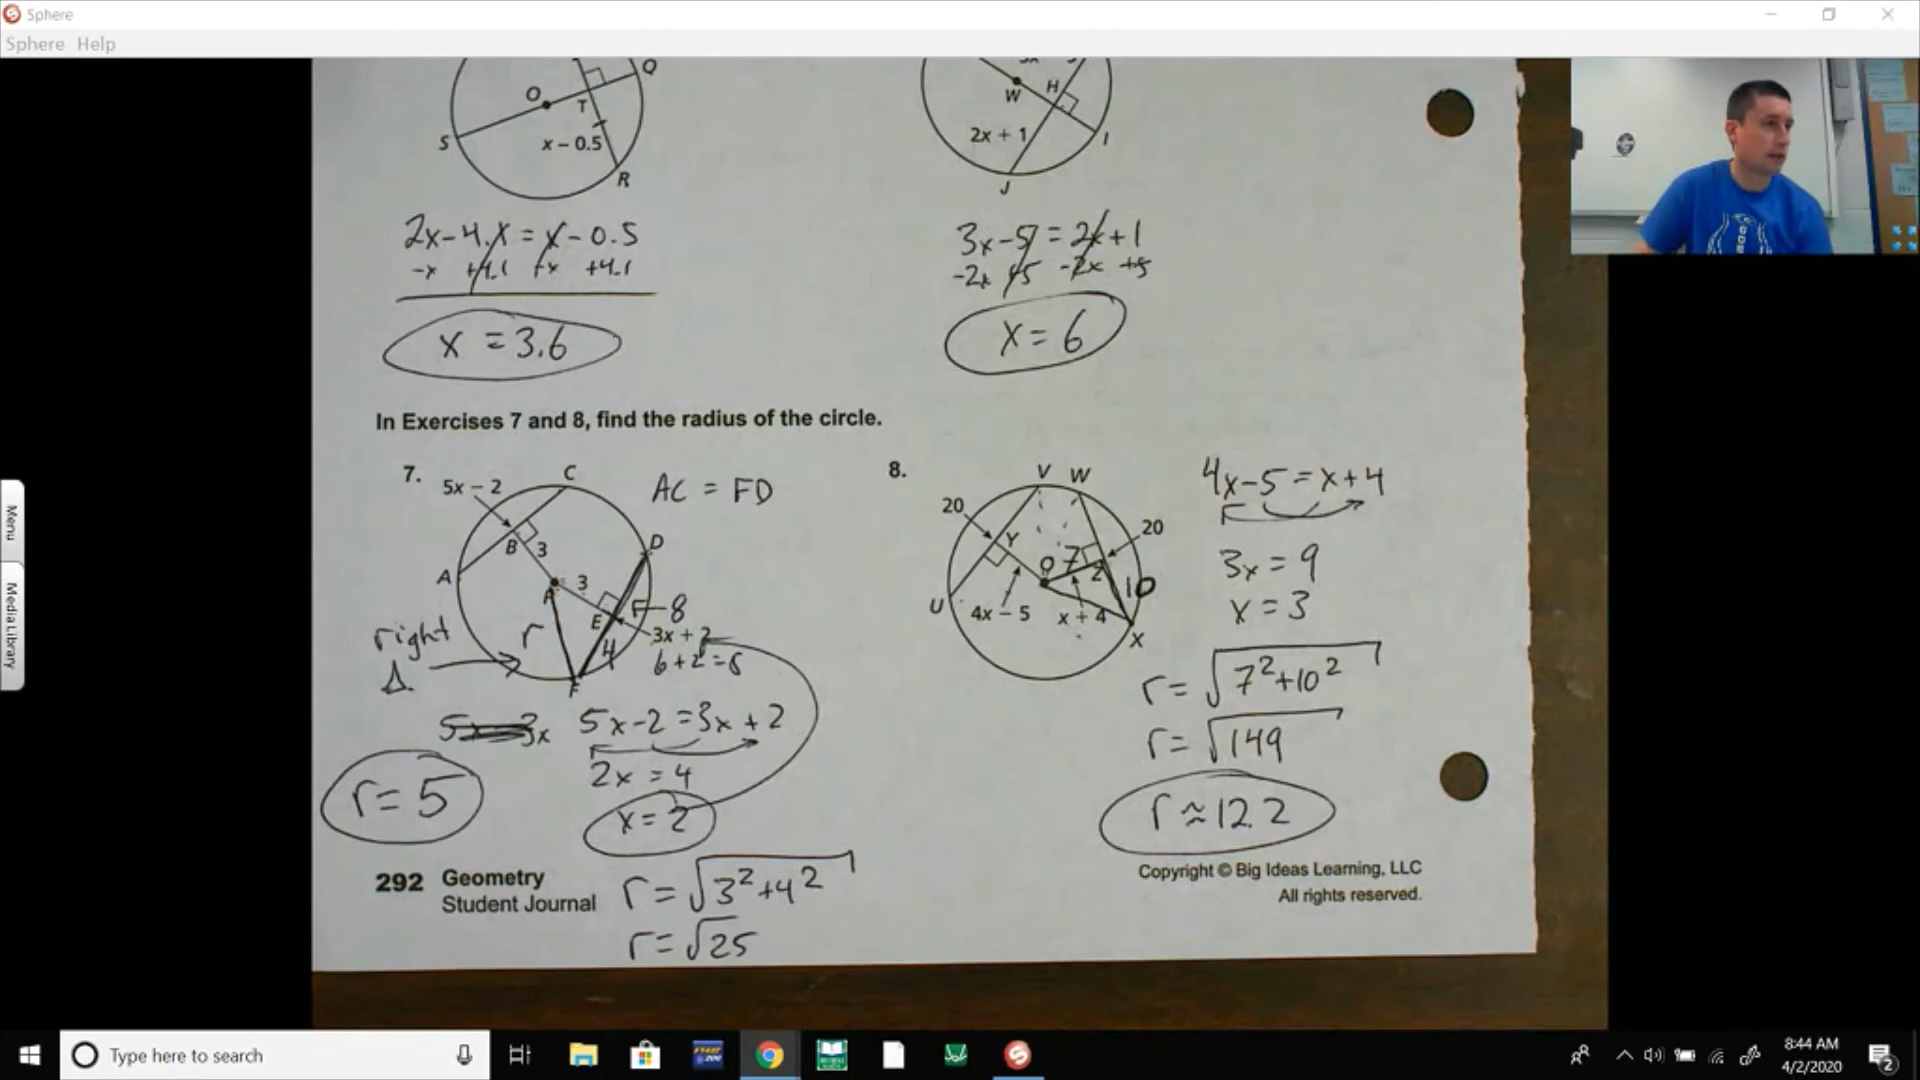 Sphere
Sphere Help
Q
O
T
S
x – 0.5
R
W
H
2x + 1
I
J
2x-4.1 = x-0.5
-x +4.1 -x +4.1
x = 3.6
3x-5 = 2x+1
-2x +5 -2x +5
x = 6
In Exercises 7 and 8, find the radius of the circle.
7.
5x – 2
C
AC = FD
B
3
D
A
3
E
8
3x + 2
6+2=8
4
r
F
right
Δ
5x-2 = 3x+2
2x = 4
x = 2
r = 5
r = √3²+4²
r = √25
8.
V W
20
Y
20
7
Z
10
U
4x – 5
x + 4
X
4x-5 = x+4
3x = 9
x = 3
r = √7²+10²
r = √149
r ≈ 12.2
292 Geometry
Student Journal
Copyright © Big Ideas Learning, LLC
All rights reserved.
Menu
Media Library
Type here to search
8:44 AM
4/2/2020
2